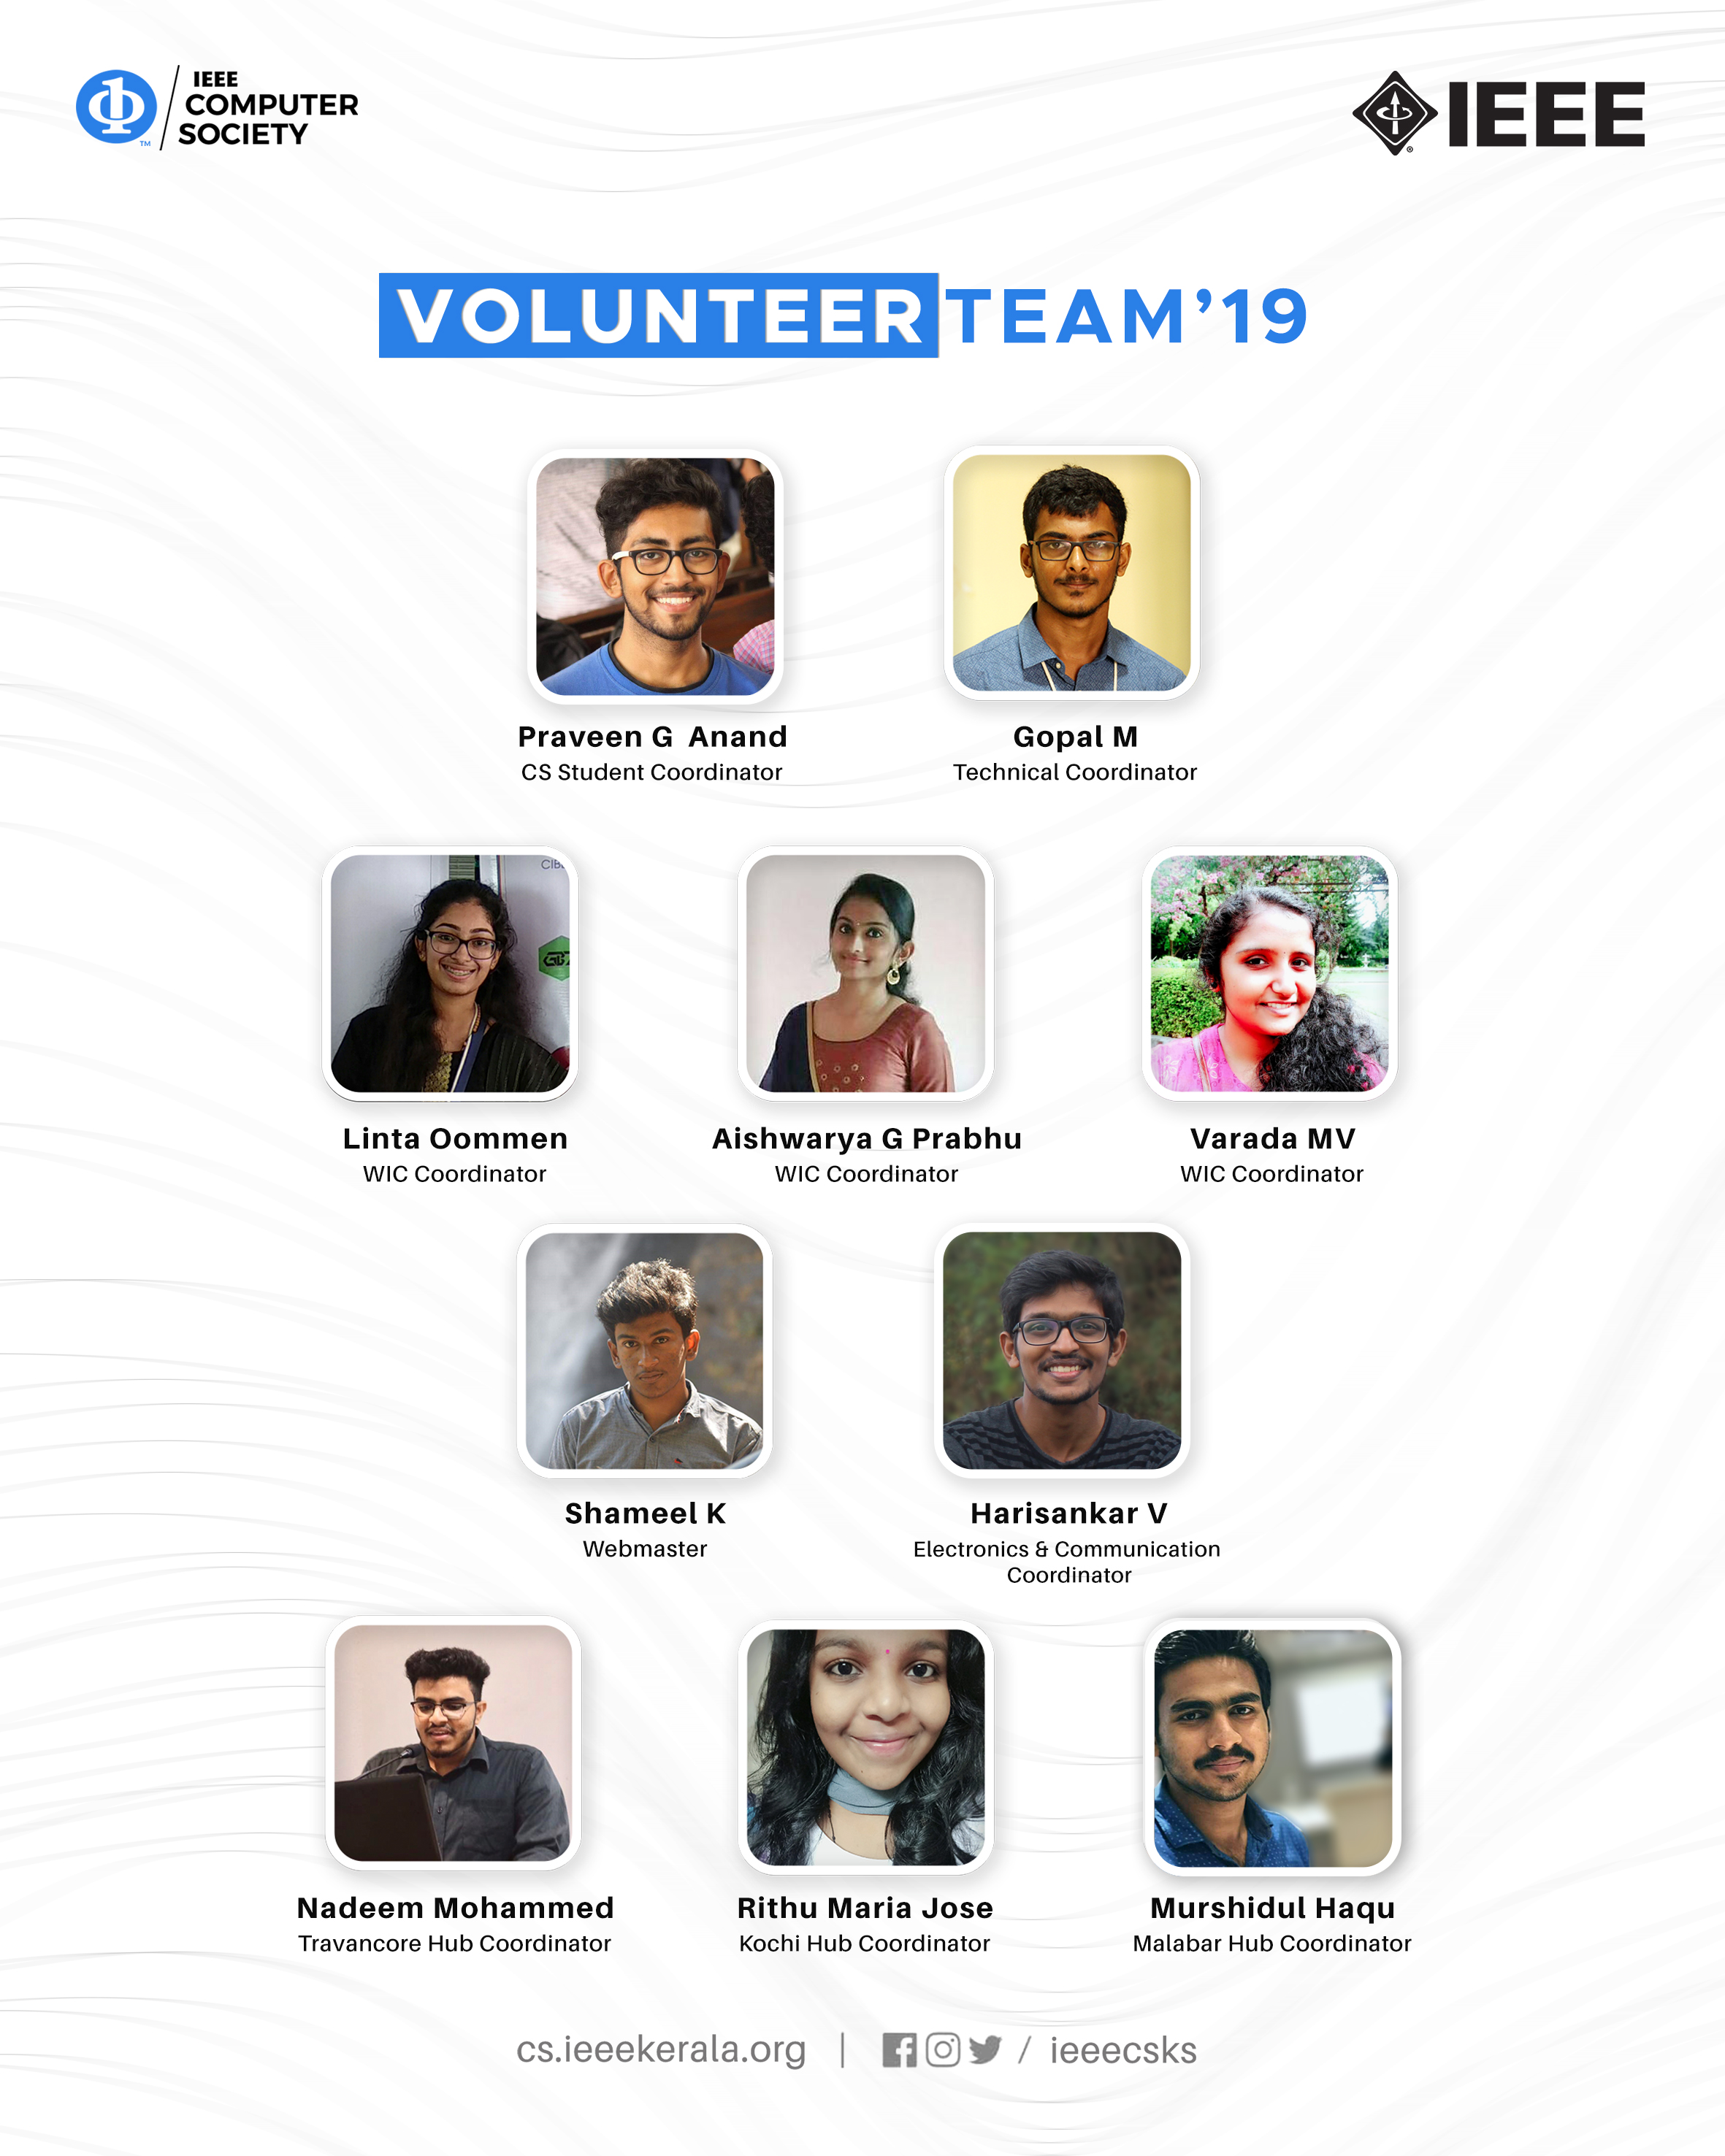 IEEE
COMPUTER
SOCIETY
TM
IEEE
®
VOLUNTEER TEAM’19
Praveen G  Anand
CS Student Coordinator
Gopal M
Technical Coordinator
CIB
Linta Oommen
WIC Coordinator
Aishwarya G Prabhu
WIC Coordinator
Varada MV
WIC Coordinator
Shameel K
Webmaster
Harisankar V
Electronics & Communication
Coordinator
Nadeem Mohammed
Travancore Hub Coordinator
Rithu Maria Jose
Kochi Hub Coordinator
Murshidul Haqu
Malabar Hub Coordinator
cs.ieeekerala.org | / ieeecsks